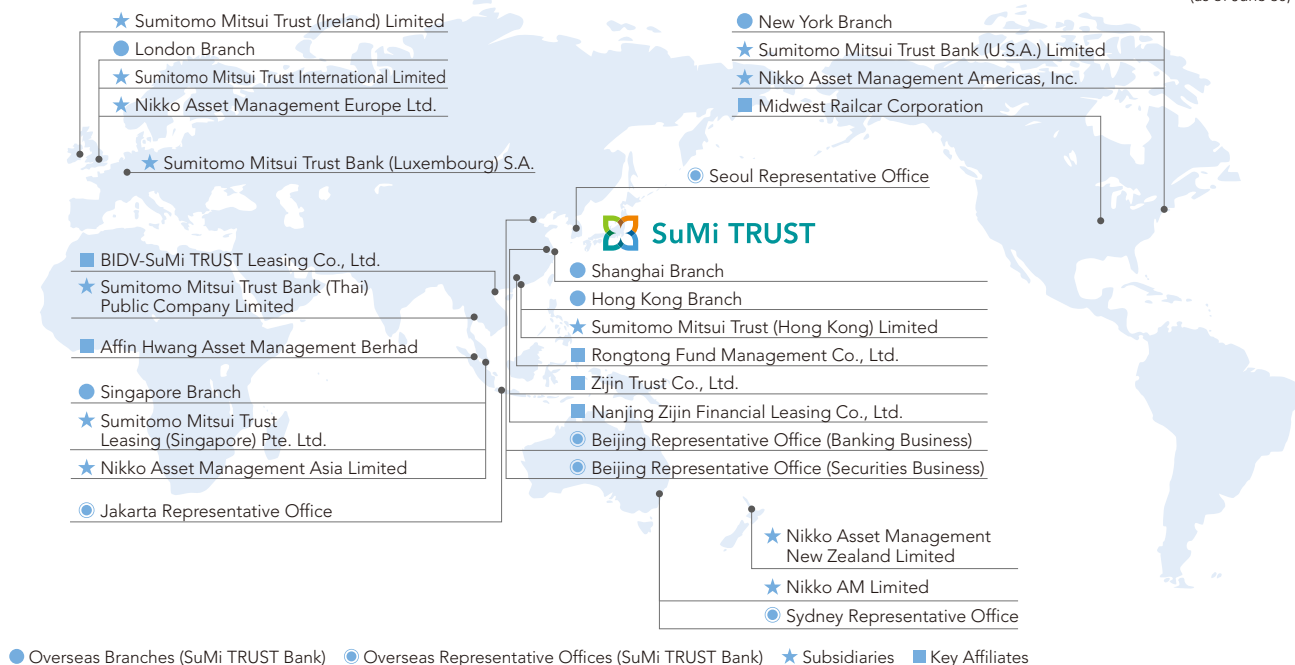 Sumitomo Mitsui Trust (Ireland) Limited
London Branch
Sumitomo Mitsui Trust International Limited
Nikko Asset Management Europe Ltd.
Sumitomo Mitsui Trust Bank (Luxembourg) S.A.
New York Branch
Sumitomo Mitsui Trust Bank (U.S.A.) Limited
Nikko Asset Management Americas, Inc.
Midwest Railcar Corporation
Seoul Representative Office
SuMi TRUST
BIDV-SuMi TRUST Leasing Co., Ltd.
Sumitomo Mitsui Trust Bank (Thai)
Public Company Limited
Affin Hwang Asset Management Berhad
Singapore Branch
Sumitomo Mitsui Trust
Leasing (Singapore) Pte. Ltd.
Nikko Asset Management Asia Limited
Jakarta Representative Office
Shanghai Branch
Hong Kong Branch
Sumitomo Mitsui Trust (Hong Kong) Limited
Rongtong Fund Management Co., Ltd.
Zijin Trust Co., Ltd.
Nanjing Zijin Financial Leasing Co., Ltd.
Beijing Representative Office (Banking Business)
Beijing Representative Office (Securities Business)
Nikko Asset Management
New Zealand Limited
Nikko AM Limited
Sydney Representative Office
Overseas Branches (SuMi TRUST Bank) Overseas Representative Offices (SuMi TRUST Bank) Subsidiaries Key Affiliates